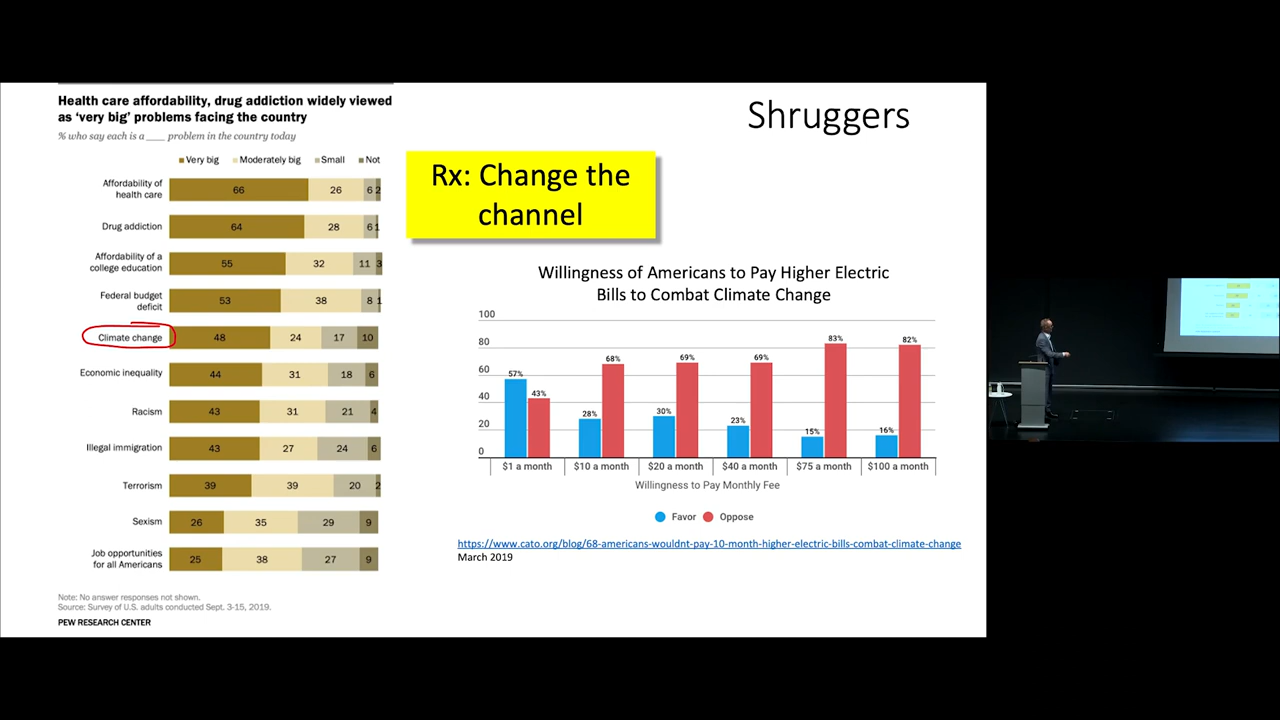 Health care affordability, drug addiction widely viewed
as ‘very big’ problems facing the country
% who say each is a ___ problem in the country today
Very big Moderately big Small Not
Affordability of
health care
66 26 6 2
Drug addiction
64 28 6 1
Affordability of a
college education
55 32 11 3
Federal budget
deficit
53 38 8 1
Climate change
48 24 17 10
Economic inequality
44 31 18 6
Racism
43 31 21 4
Illegal immigration
43 27 24 6
Terrorism
39 39 20 2
Sexism
26 35 29 9
Job opportunities
for all Americans
25 38 27 9
Note: No answer responses not shown.
Source: Survey of U.S. adults conducted Sept. 3-15, 2019.
PEW RESEARCH CENTER
Shruggers
Rx: Change the
channel
Willingness of Americans to Pay Higher Electric
Bills to Combat Climate Change
100
80
60
40
20
0
57% 43%
28% 68%
30% 69%
23% 69%
15% 83%
16% 82%
$1 a month $10 a month $20 a month $40 a month $75 a month $100 a month
Willingness to Pay Monthly Fee
Favor Oppose
https://www.cato.org/blog/68-americans-wouldnt-pay-10-month-higher-electric-bills-combat-climate-change
March 2019